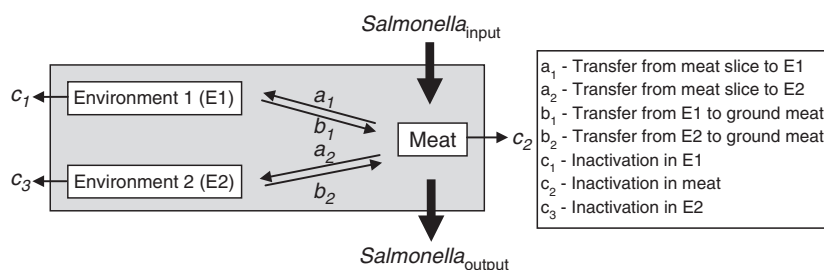 Salmonella_input
c_1
Environment 1 (E1)
a_1
b_1
Meat
c_2
a_2
b_2
c_3
Environment 2 (E2)
Salmonella_output
a_1 - Transfer from meat slice to E1
a_2 - Transfer from meat slice to E2
b_1 - Transfer from E1 to ground meat
b_2 - Transfer from E2 to ground meat
c_1 - Inactivation in E1
c_2 - Inactivation in meat
c_3 - Inactivation in E2